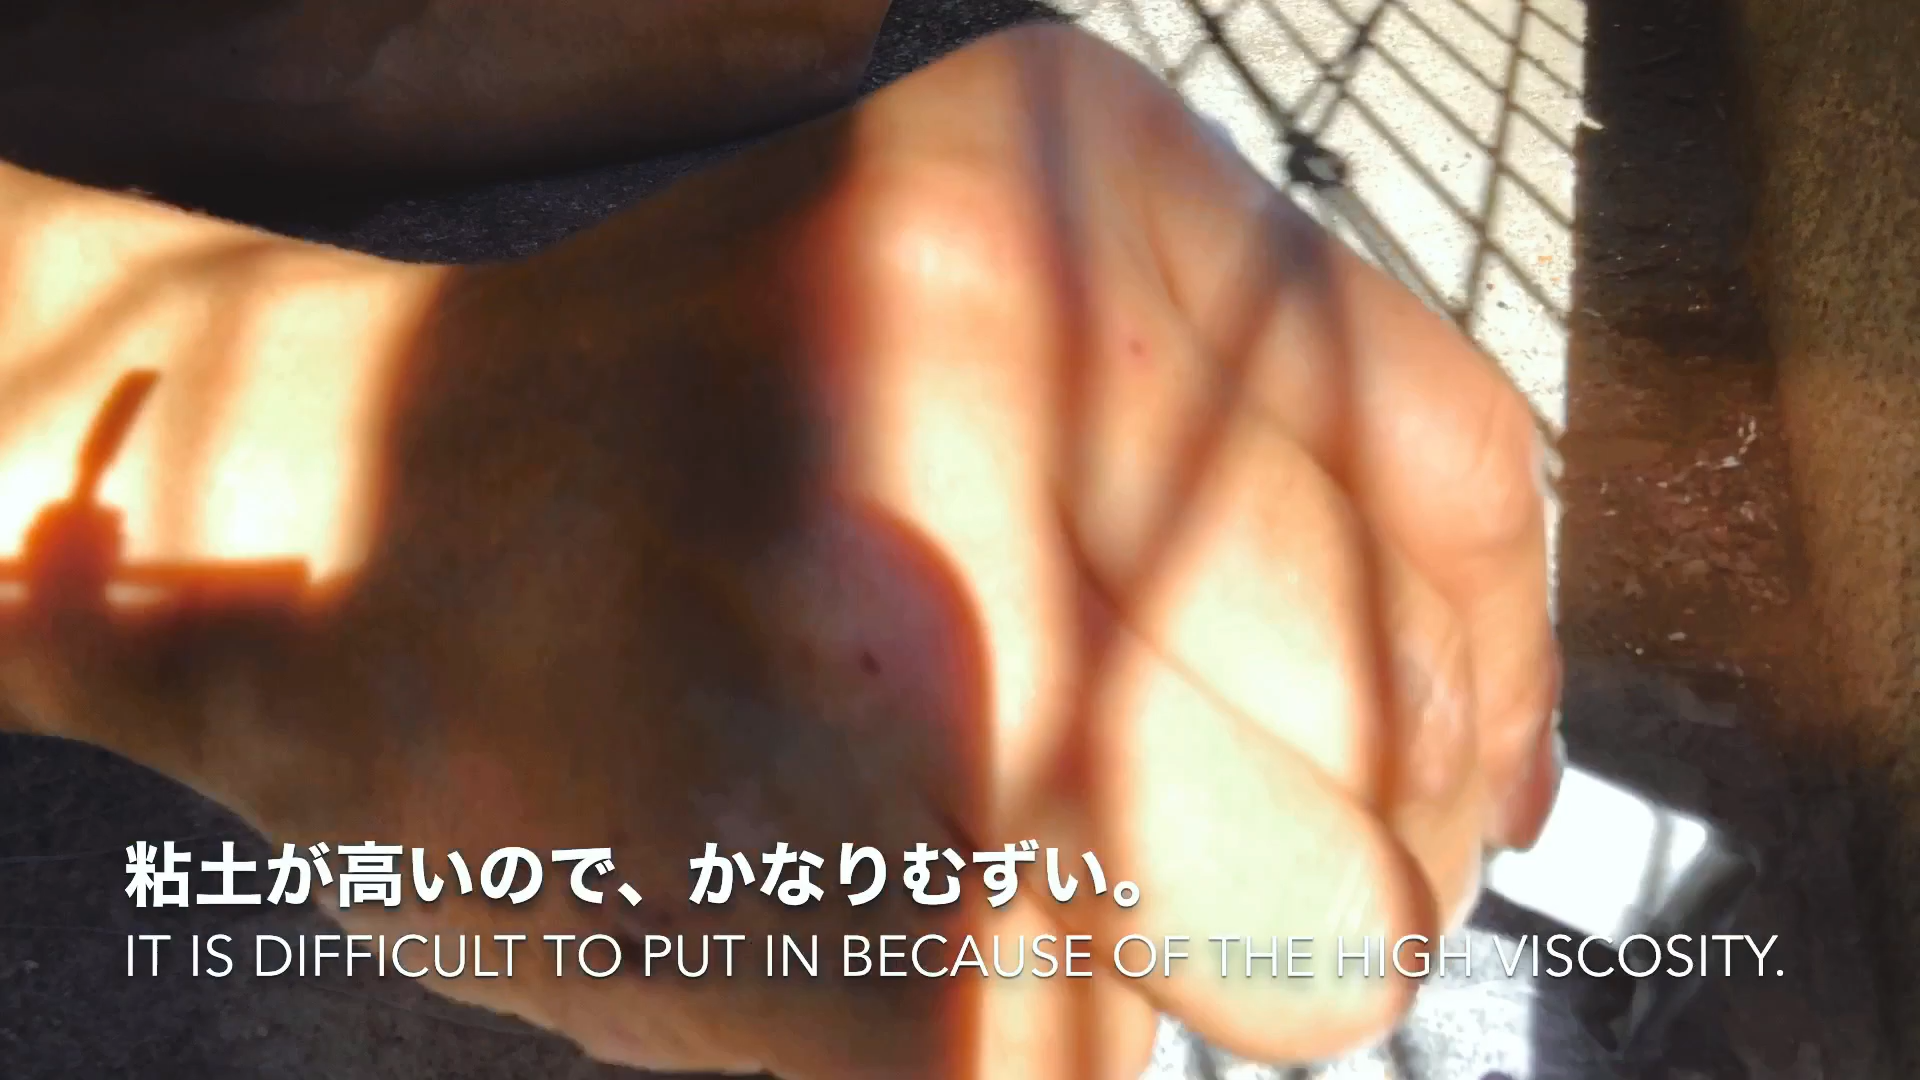 粘土が高いので、かなりむずい。
IT IS DIFFICULT TO PUT IN BECAUSE OF THE HIGH VISCOSITY.